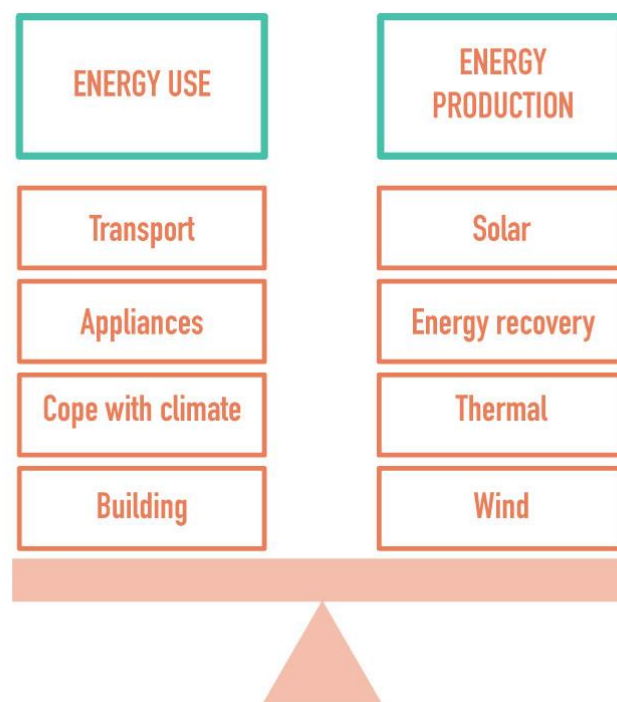 ENERGY USE
ENERGY
PRODUCTION
Transport
Solar
Appliances
Energy recovery
Cope with climate
Thermal
Building
Wind